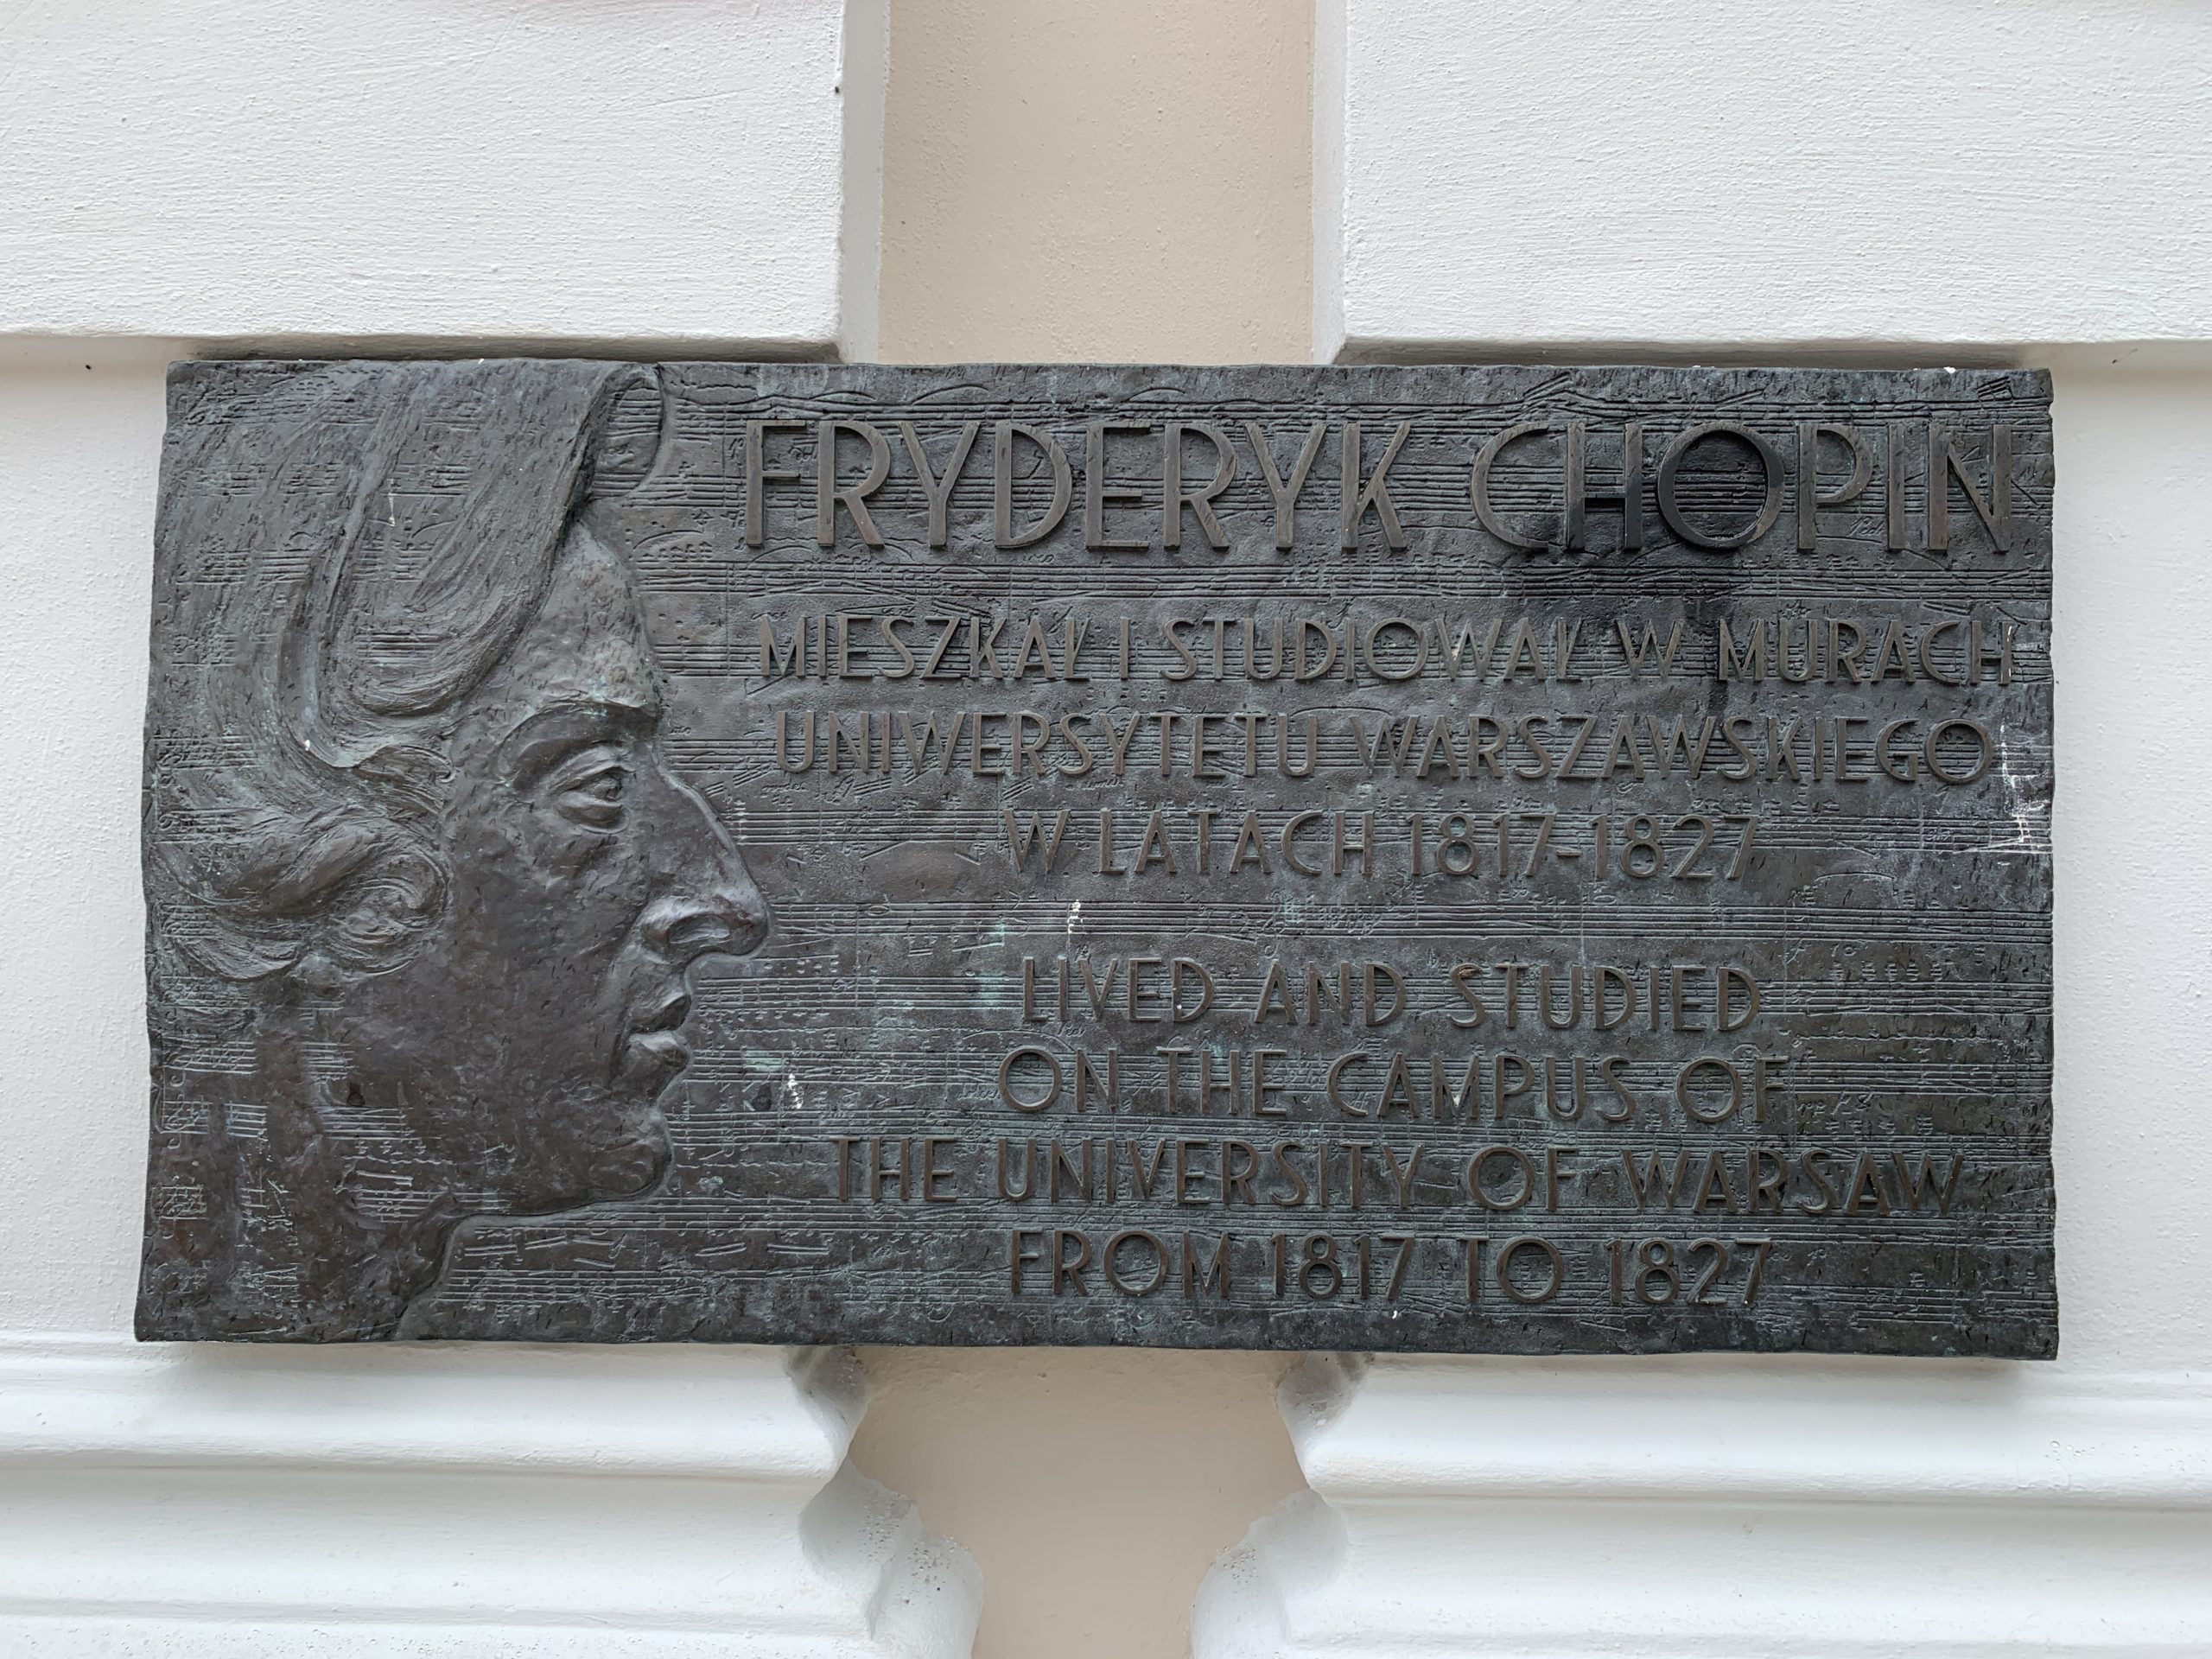 FRYDERYK CHOPIN
MIESZKAŁ I STUDIOWAŁ W MURACH
UNIWERSYTETU WARSZAWSKIEGO
W LATACH 1817-1827
LIVED AND STUDIED
ON THE CAMPUS OF
THE UNIVERSITY OF WARSAW
FROM 1817 TO 1827